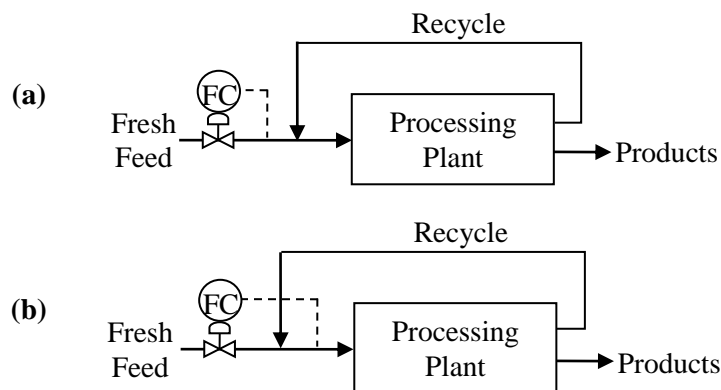 Recycle
(a)
FC
Fresh
Feed
Processing
Plant
Products
Recycle
(b)
FC
Fresh
Feed
Processing
Plant
Products